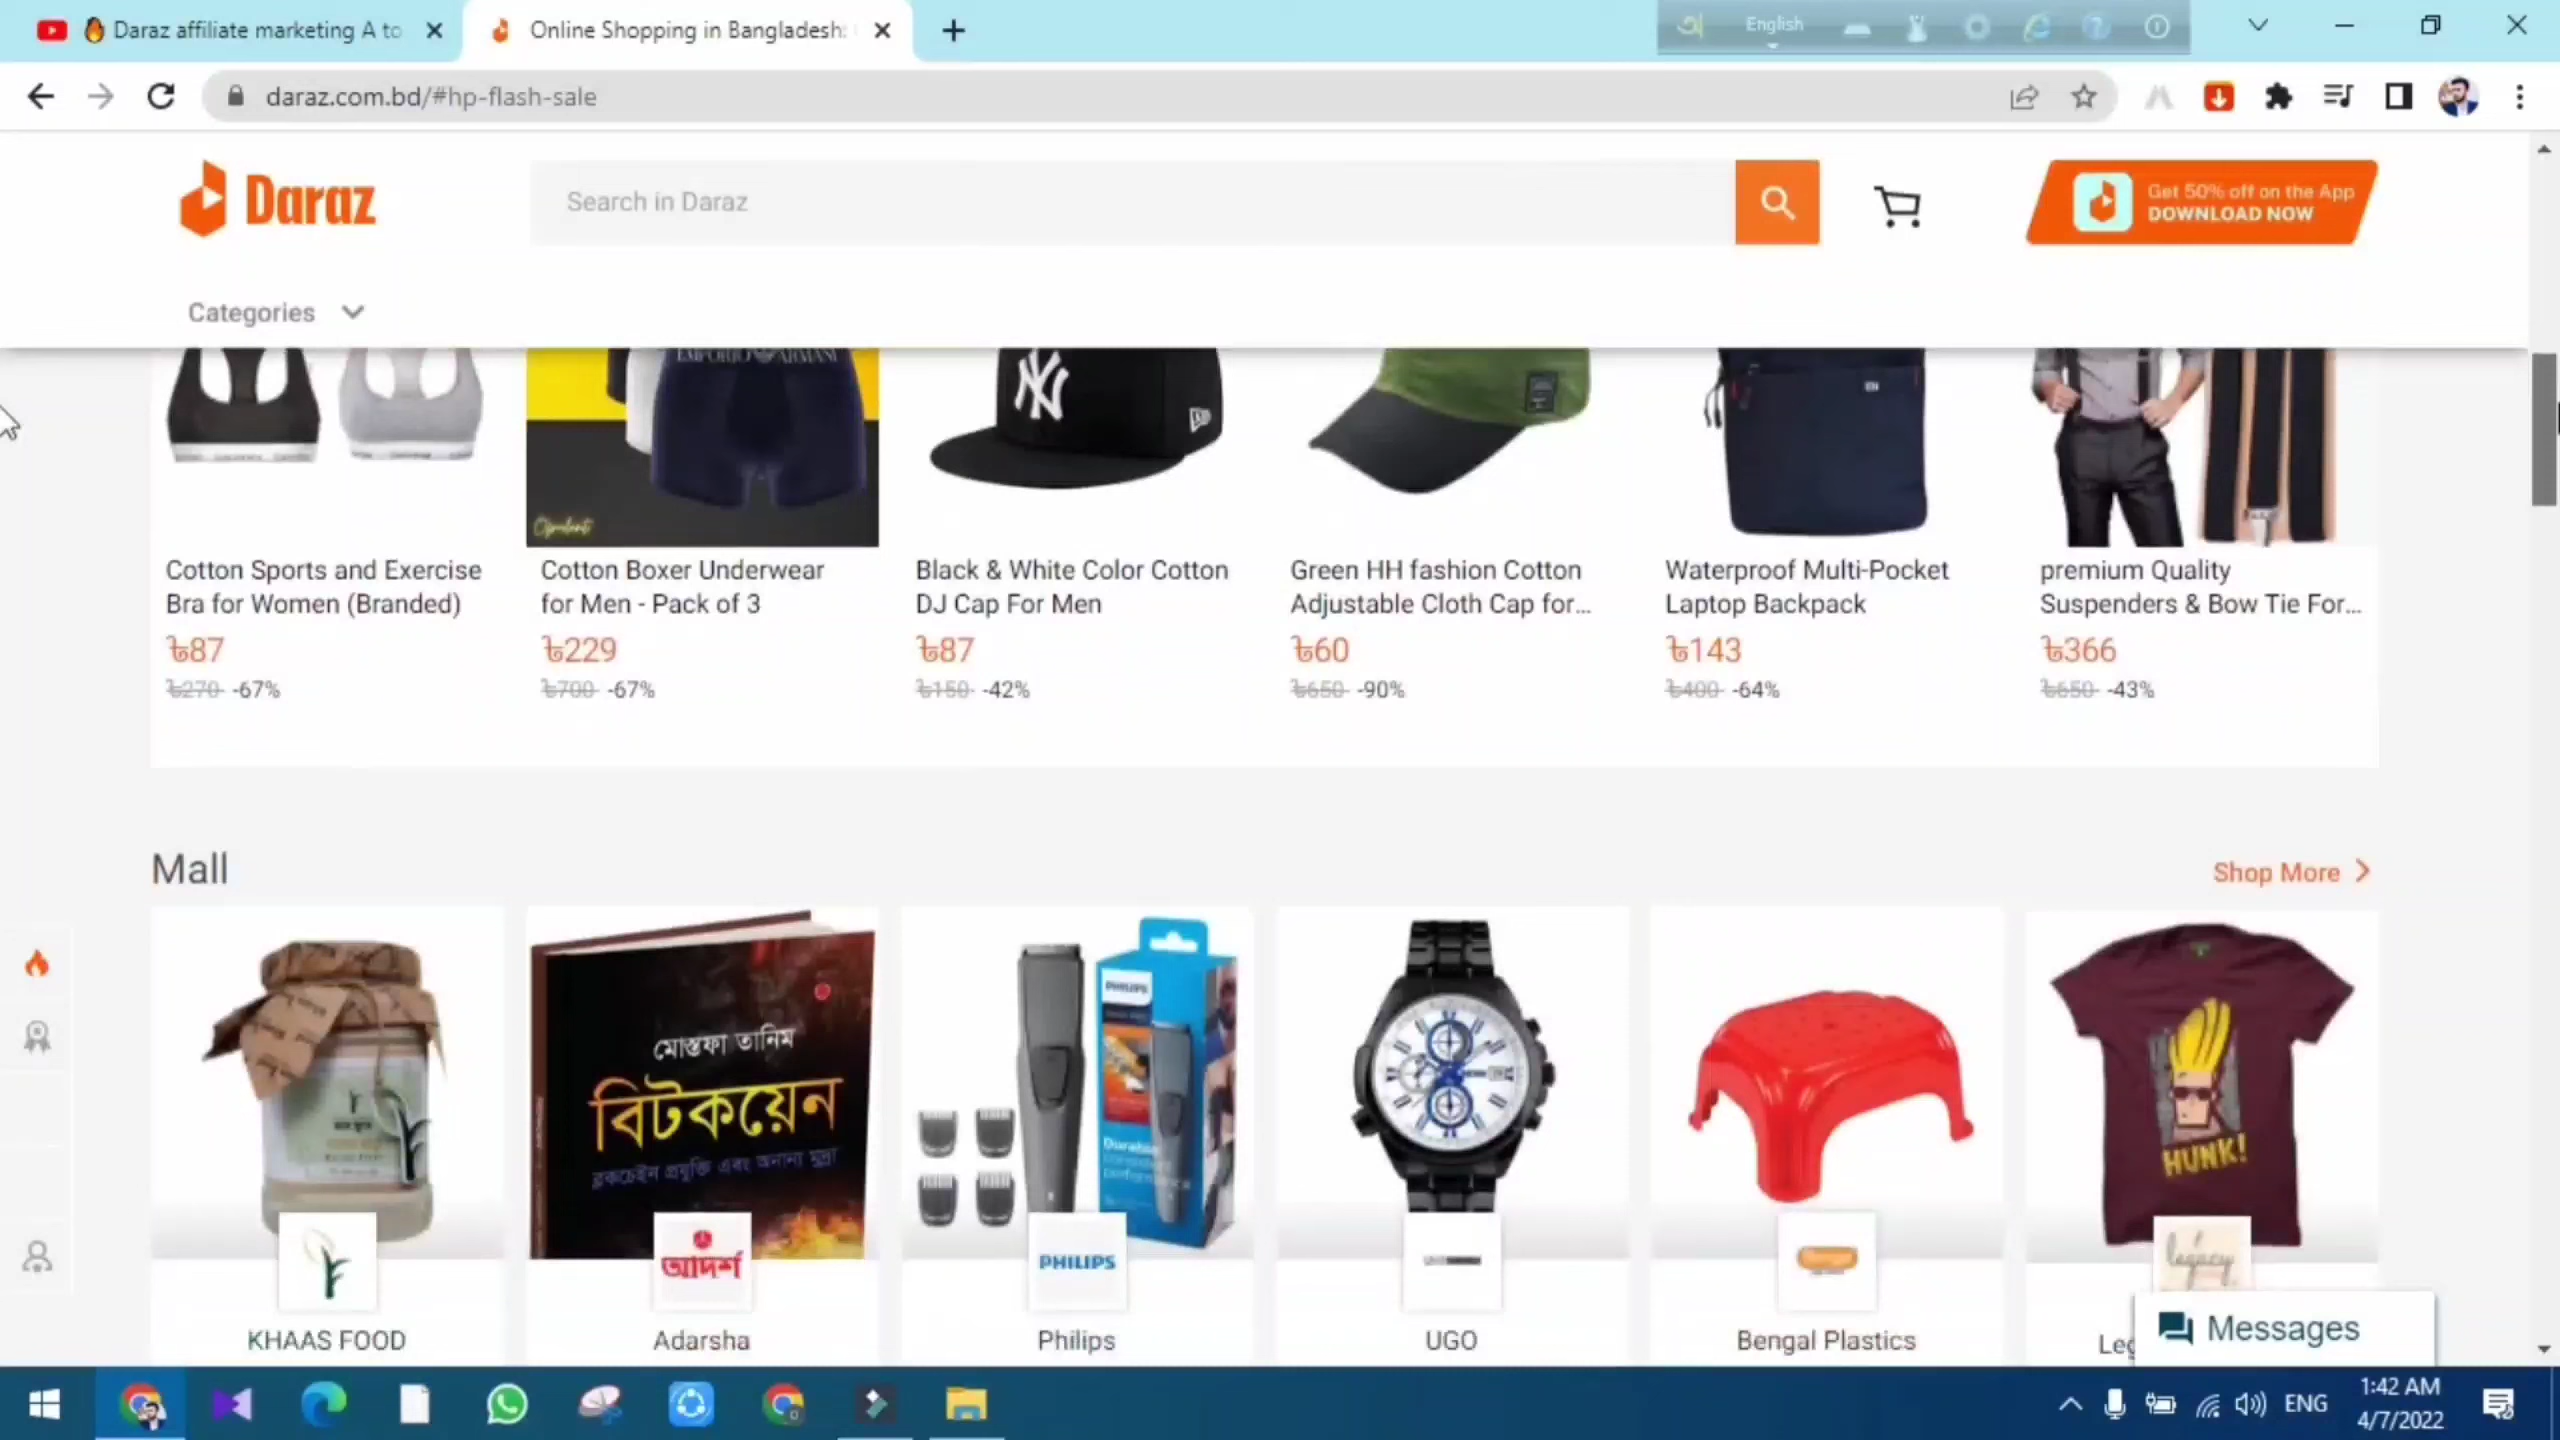 Daraz affiliate marketing A to
Online Shopping in Bangladesh:
English
daraz.com.bd/#hp-flash-sale
Daraz
Search in Daraz
Get 50% off on the App
DOWNLOAD NOW
Categories
EMPORIO ARMANI
NY
Opulent
Cotton Sports and Exercise
Bra for Women (Branded)
৳87
৳270 -67%
Cotton Boxer Underwear
for Men - Pack of 3
৳229
৳700 -67%
Black & White Color Cotton
DJ Cap For Men
৳87
৳150 -42%
Green HH fashion Cotton
Adjustable Cloth Cap for...
৳60
৳650 -90%
Waterproof Multi-Pocket
Laptop Backpack
৳143
৳400 -64%
premium Quality
Suspenders & Bow Tie For...
৳366
৳650 -43%
Mall
Shop More
মোস্তফা তানিম
বিটকয়েন
ব্লকচেইন প্রযুক্তি এবং অনান্য মুদ্রা
PHILIPS
HUNK!
আদর্শ
PHILIPS
legacy
KHAAS FOOD
Adarsha
Philips
UGO
Bengal Plastics
Leg
Messages
ENG
1:42 AM
4/7/2022